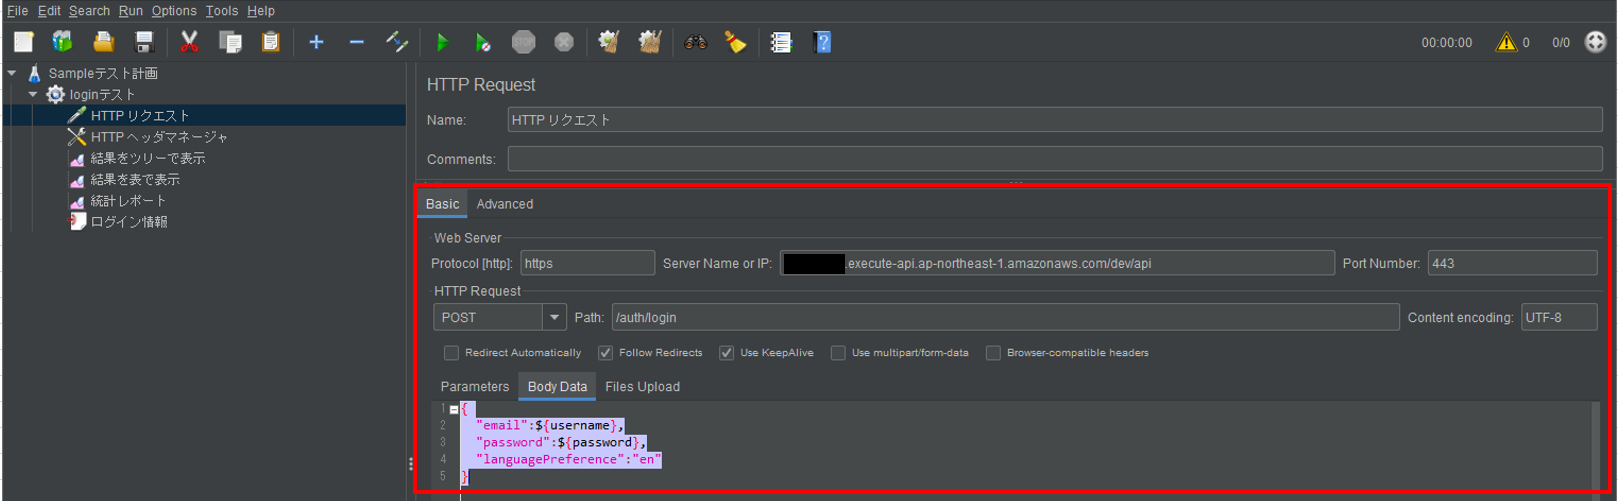 File Edit Search Run Options Tools Help
STOP
00:00:00 0 0/0
Sampleテスト計画
loginテスト
HTTP リクエスト
HTTP ヘッダマネージャ
結果をツリーで表示
結果を表で表示
統計レポート
ログイン情報
HTTP Request
Name: HTTP リクエスト
Comments:
Basic Advanced
Web Server
Protocol [http]: https Server Name or IP: .execute-api.ap-northeast-1.amazonaws.com/dev/api Port Number: 443
HTTP Request
POST Path: /auth/login Content encoding: UTF-8
Redirect Automatically Follow Redirects Use KeepAlive Use multipart/form-data Browser-compatible headers
Parameters Body Data Files Upload
1 {
2 "email":${username},
3 "password":${password},
4 "languagePreference":"en"
5 }